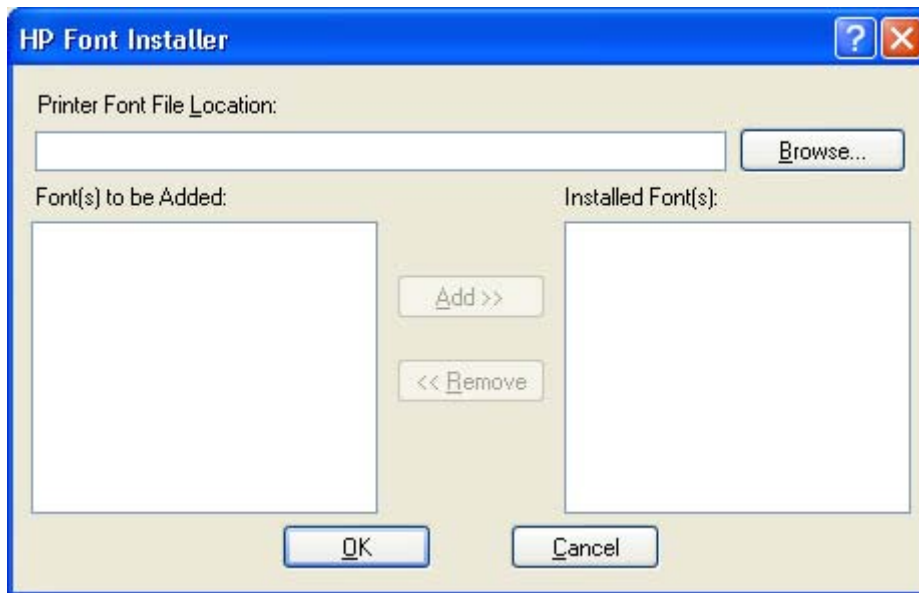 HP Font Installer
Printer Font File Location:
Browse...
Font(s) to be Added:
Installed Font(s):
Add >>
<< Remove
OK
Cancel